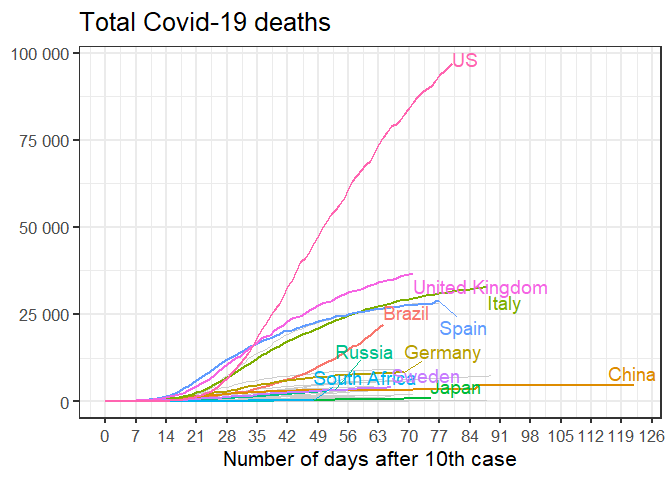 Total Covid-19 deaths
100 000
75 000
50 000
25 000
0
US
United Kingdom
Italy
Brazil
Spain
Russia
Germany
South Africa
Sweden
China
Japan
0 7 14 21 28 35 42 49 56 63 70 77 84 91 98 105 112 119 126
Number of days after 10th case